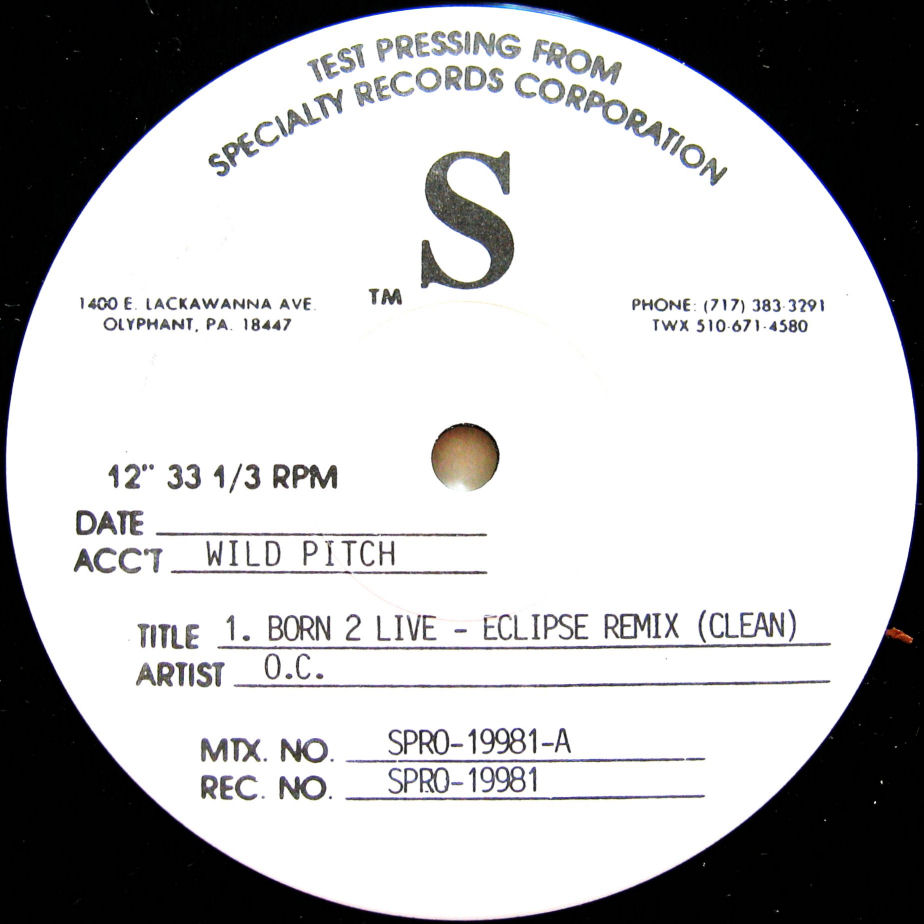 TEST PRESSING FROM
SPECIALTY RECORDS CORPORATION
S
TM
1400 E. LACKAWANNA AVE.
OLYPHANT, PA. 18447
PHONE: (717) 383-3291
TWX 510-671-4580
12" 33 1/3 RPM
DATE
ACC'T WILD PITCH
TITLE 1. BORN 2 LIVE - ECLIPSE REMIX (CLEAN)
ARTIST O.C.
MTX. NO. SPRO-19981-A
REC. NO. SPRO-19981